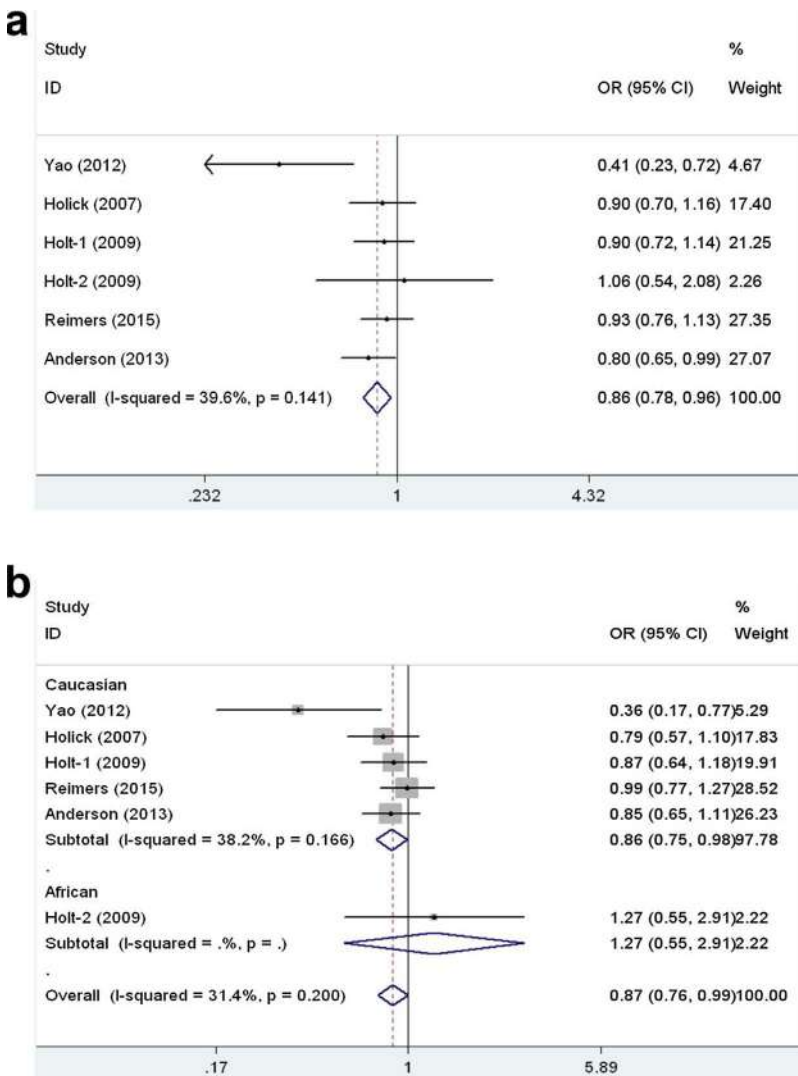 a
Study %
ID OR (95% CI) Weight
Yao (2012) 0.41 (0.23, 0.72) 4.67
Holick (2007) 0.90 (0.70, 1.16) 17.40
Holt-1 (2009) 0.90 (0.72, 1.14) 21.25
Holt-2 (2009) 1.06 (0.54, 2.08) 2.26
Reimers (2015) 0.93 (0.76, 1.13) 27.35
Anderson (2013) 0.80 (0.65, 0.99) 27.07
Overall (I-squared = 39.6%, p = 0.141) 0.86 (0.78, 0.96) 100.00
.232 1 4.32
b
Study %
ID OR (95% CI) Weight
Caucasian
Yao (2012) 0.36 (0.17, 0.77)5.29
Holick (2007) 0.79 (0.57, 1.10)17.83
Holt-1 (2009) 0.87 (0.64, 1.18)19.91
Reimers (2015) 0.99 (0.77, 1.27)28.52
Anderson (2013) 0.85 (0.65, 1.11)26.23
Subtotal (I-squared = 38.2%, p = 0.166) 0.86 (0.75, 0.98)97.78
.
African
Holt-2 (2009) 1.27 (0.55, 2.91)2.22
Subtotal (I-squared = .%, p = .) 1.27 (0.55, 2.91)2.22
.
Overall (I-squared = 31.4%, p = 0.200) 0.87 (0.76, 0.99)100.00
.17 1 5.89